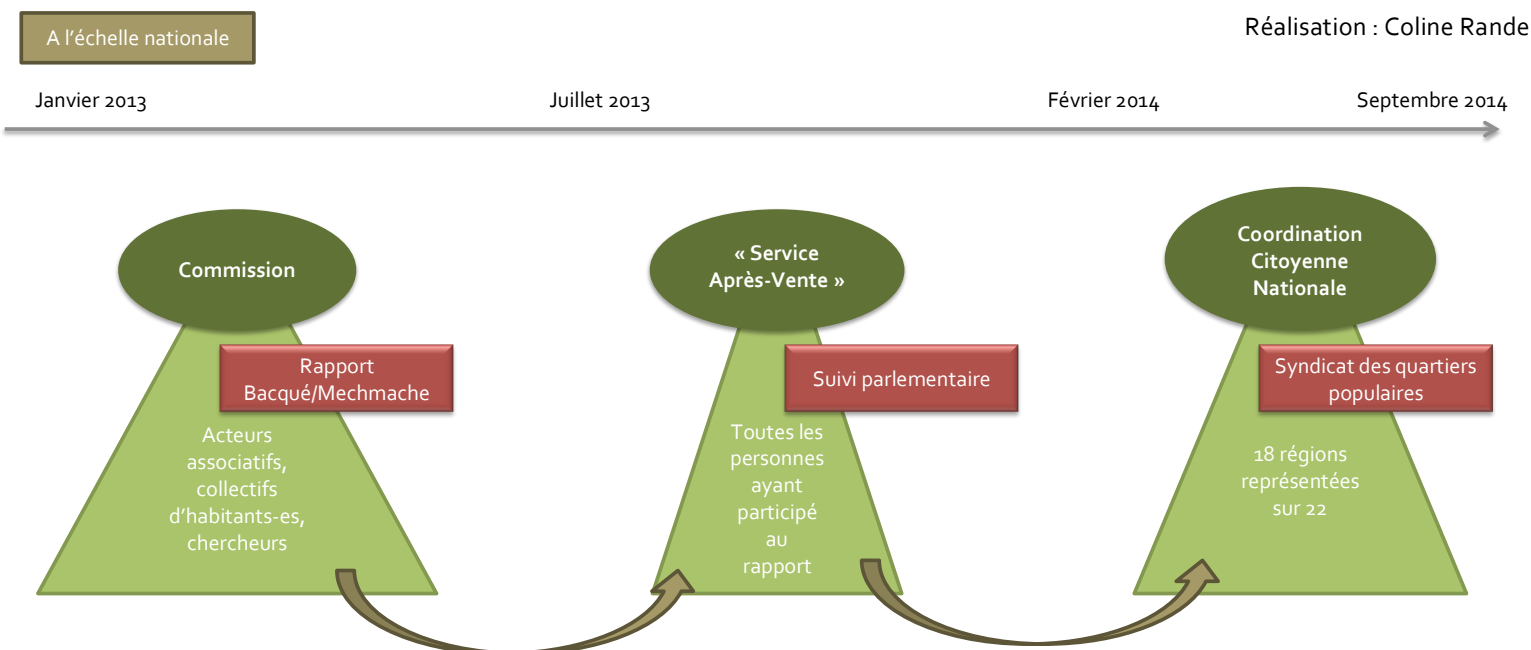 A l'échelle nationale
Réalisation : Coline Rande
Janvier 2013
Juillet 2013
Février 2014
Septembre 2014
Commission
Rapport
Bacqué/Mechmache
Acteurs
associatifs,
collectifs
d'habitants-es,
chercheurs
« Service
Après-Vente »
Suivi parlementaire
Toutes les
personnes
ayant
participé
au
rapport
Coordination
Citoyenne
Nationale
Syndicat des quartiers
populaires
18 régions
représentées
sur 22